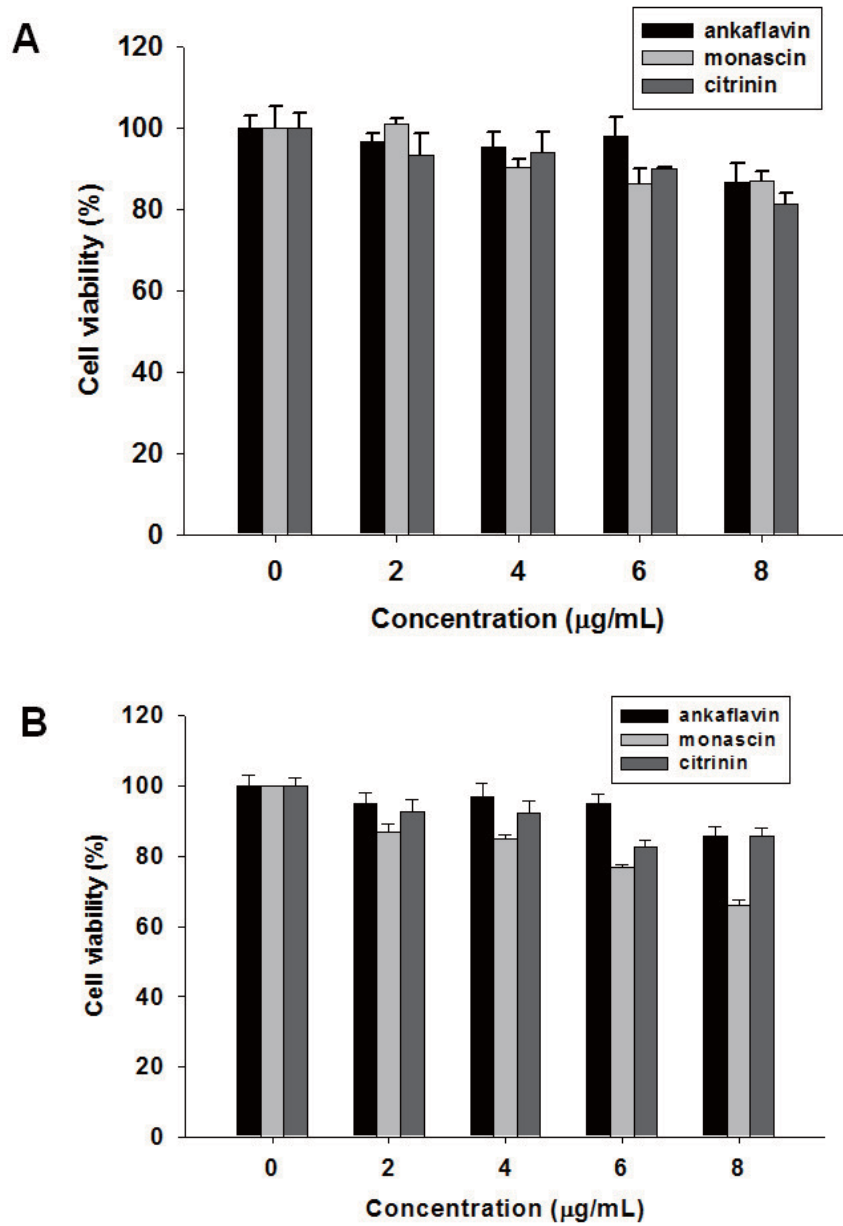 A
ankaflavin
monascin
citrinin
120
100
80
60
40
20
0
Cell viability (%)
0 2 4 6 8
Concentration (μg/mL)
B
ankaflavin
monascin
citrinin
120
100
80
60
40
20
0
Cell viability (%)
0 2 4 6 8
Concentration (μg/mL)